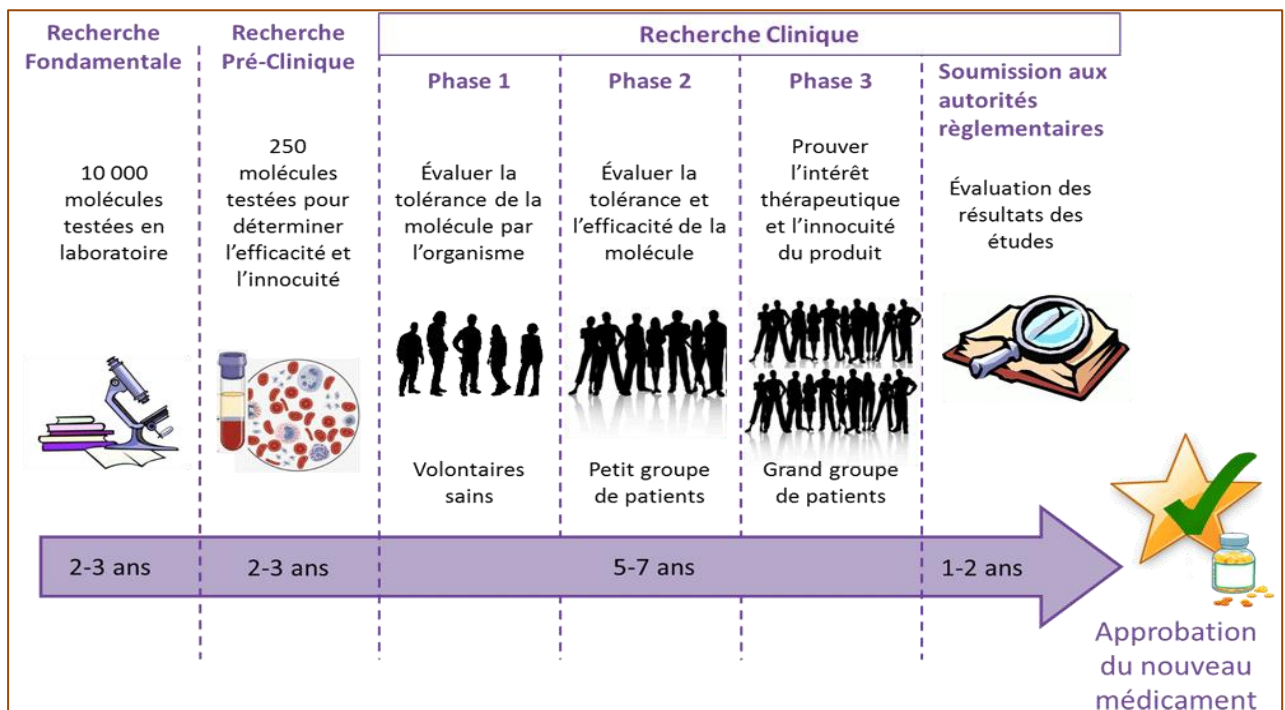 Recherche
Fondamentale
10 000
molécules
testées en
laboratoire
2-3 ans
Recherche
Pré-Clinique
250
molécules
testées pour
déterminer
l'efficacité et
l'innocuité
2-3 ans
Recherche Clinique
Phase 1
Évaluer la
tolérance de la
molécule par
l'organisme
Volontaires
sains
Phase 2
Évaluer la
tolérance et
l'efficacité de la
molécule
Petit groupe
de patients
Phase 3
Prouver
l'intérêt
thérapeutique
et l'innocuité
du produit
Grand groupe
de patients
5-7 ans
Soumission aux
autorités
règlementaires
Évaluation des
résultats des
études
1-2 ans
Approbation
du nouveau
médicament